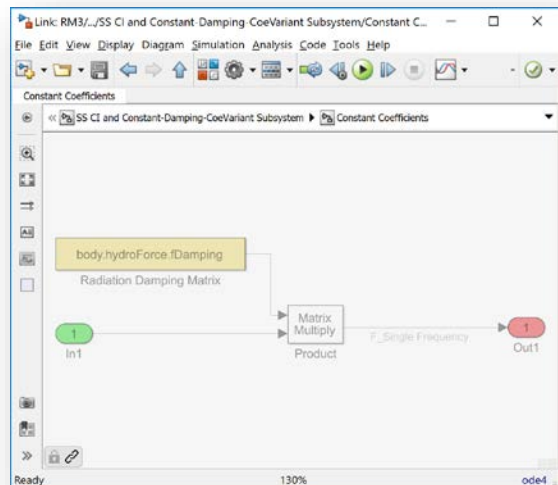 Link: RM3/.../SS CI and Constant-Damping-CoeVariant Subsystem/Constant C...
File Edit View Display Diagram Simulation Analysis Code Tools Help
Constant Coefficients
SS CI and Constant-Damping-CoeVariant Subsystem Constant Coefficients
body.hydroForce.fDamping
Radiation Damping Matrix
1
In1
Matrix
Multiply
Product
F_Single Frequency
1
Out1
Ready 130% ode4